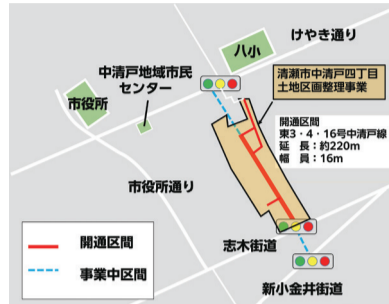 けやき通り
八小
中清戸地域市民
センター
市役所
清瀬市中清戸四丁目
土地区画整理事業
開通区間
東3・4・16号中清戸線
延　長：約220m
幅　員：16m
市役所通り
志木街道
新小金井街道
開通区間
事業中区間